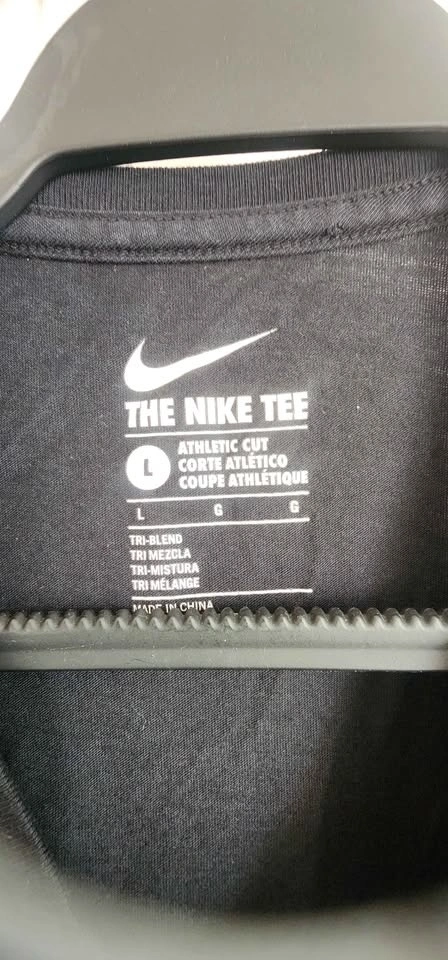 THE NIKE TEE
L
ATHLETIC CUT
CORTE ATLÉTICO
COUPE ATHLÉTIQUE
L G G
TRI-BLEND
TRI MEZCLA
TRI-MISTURA
TRI MÉLANGE
MADE IN CHINA